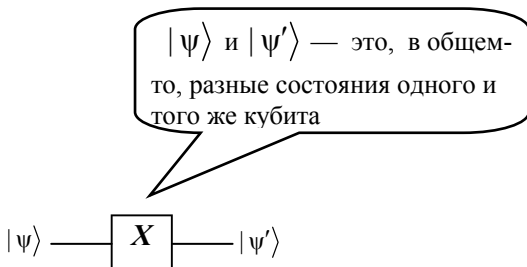 |ψ⟩ и |ψ′⟩ — это, в общем-
то, разные состояния одного и
того же кубита
|ψ⟩ X |ψ′⟩